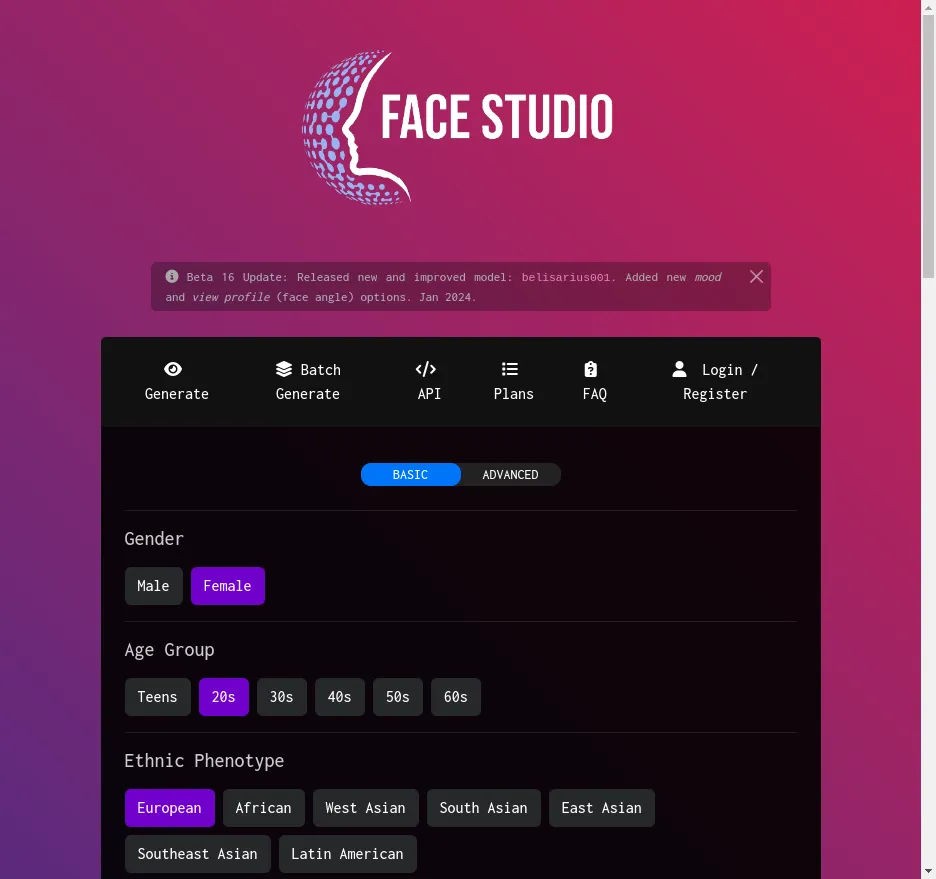 FACE STUDIO
Beta 16 Update: Released new and improved model: belisarius001. Added new mood
and view profile (face angle) options. Jan 2024.
Generate
Batch
Generate
API
Plans
FAQ
Login /
Register
BASIC ADVANCED
Gender
Male Female
Age Group
Teens 20s 30s 40s 50s 60s
Ethnic Phenotype
European African West Asian South Asian East Asian
Southeast Asian Latin American